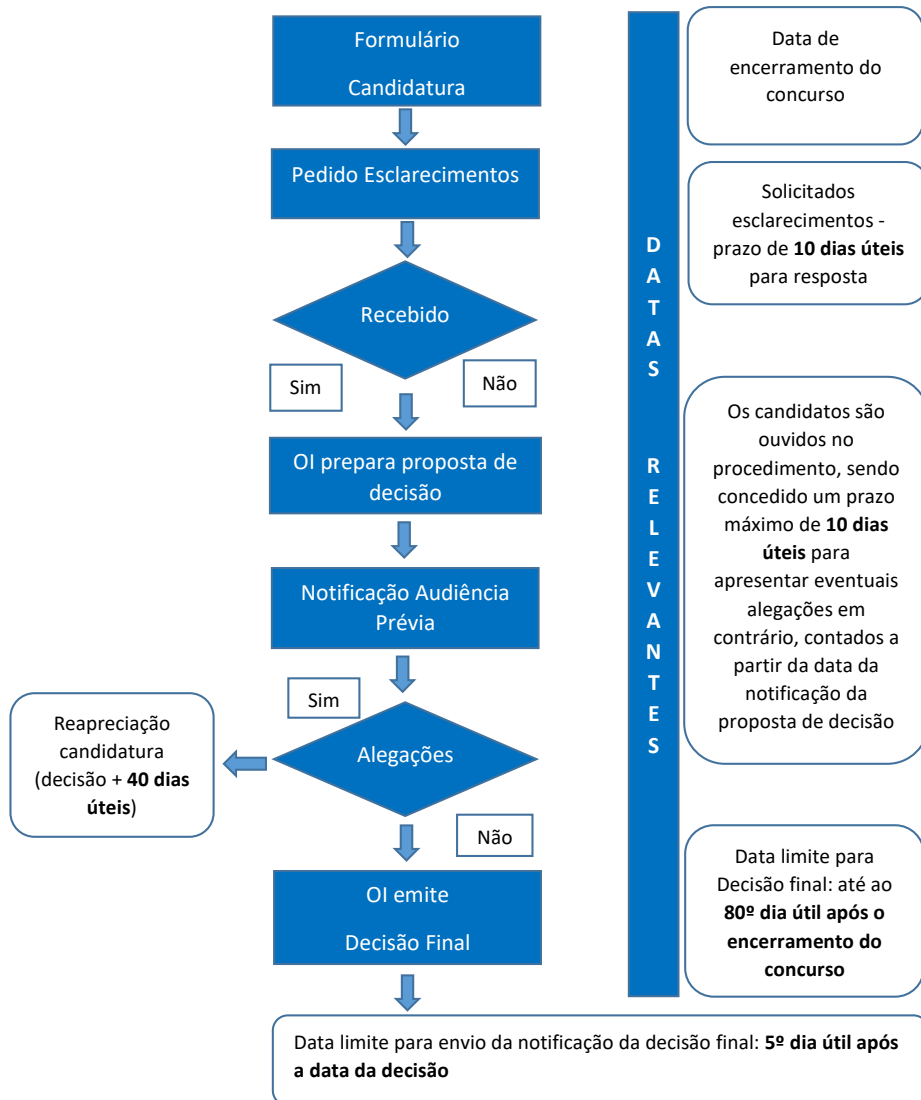 Formulário
Candidatura
Pedido Esclarecimentos
Recebido
Sim
Não
OI prepara proposta de
decisão
Notificação Audiência
Prévia
Sim
Alegações
Reapreciação
candidatura
(decisão + 40 dias
úteis)
Não
OI emite
Decisão Final
Data limite para envio da notificação da decisão final: 5º dia útil após
a data da decisão
D
A
T
A
S
R
E
L
E
V
A
N
T
E
S
Data de
encerramento do
concurso
Solicitados
esclarecimentos -
prazo de 10 dias úteis
para resposta
Os candidatos são
ouvidos no
procedimento, sendo
concedido um prazo
máximo de 10 dias
úteis para
apresentar eventuais
alegações em
contrário, contados a
partir da data da
notificação da
proposta de decisão
Data limite para
Decisão final: até ao
80º dia útil após o
encerramento do
concurso